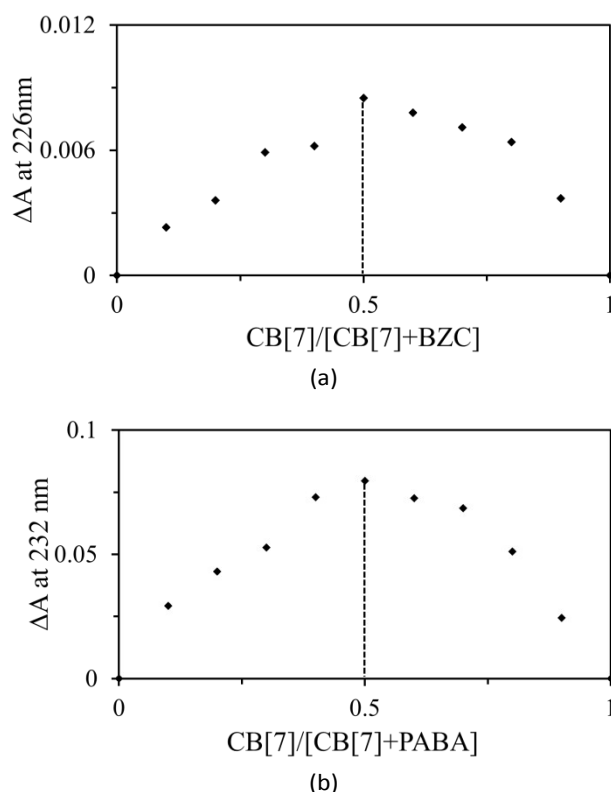 0.012
0.006
0
ΔA at 226nm
0
0.5
1
CB[7]/[CB[7]+BZC]
(a)
0.1
0.05
0
ΔA at 232 nm
0
0.5
1
CB[7]/[CB[7]+PABA]
(b)